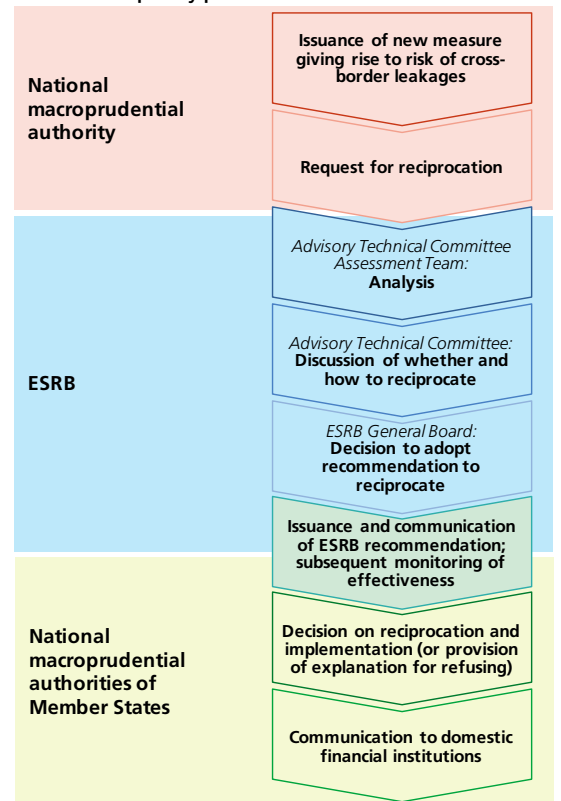 National
macroprudential
authority
Issuance of new measure
giving rise to risk of cross-
border leakages
Request for reciprocation
ESRB
Advisory Technical Committee
Assessment Team:
Analysis
Advisory Technical Committee:
Discussion of whether and
how to reciprocate
ESRB General Board:
Decision to adopt
recommendation to
reciprocate
Issuance and communication
of ESRB recommendation;
subsequent monitoring of
effectiveness
National
macroprudential
authorities of
Member States
Decision on reciprocation and
implementation (or provision
of explanation for refusing)
Communication to domestic
financial institutions